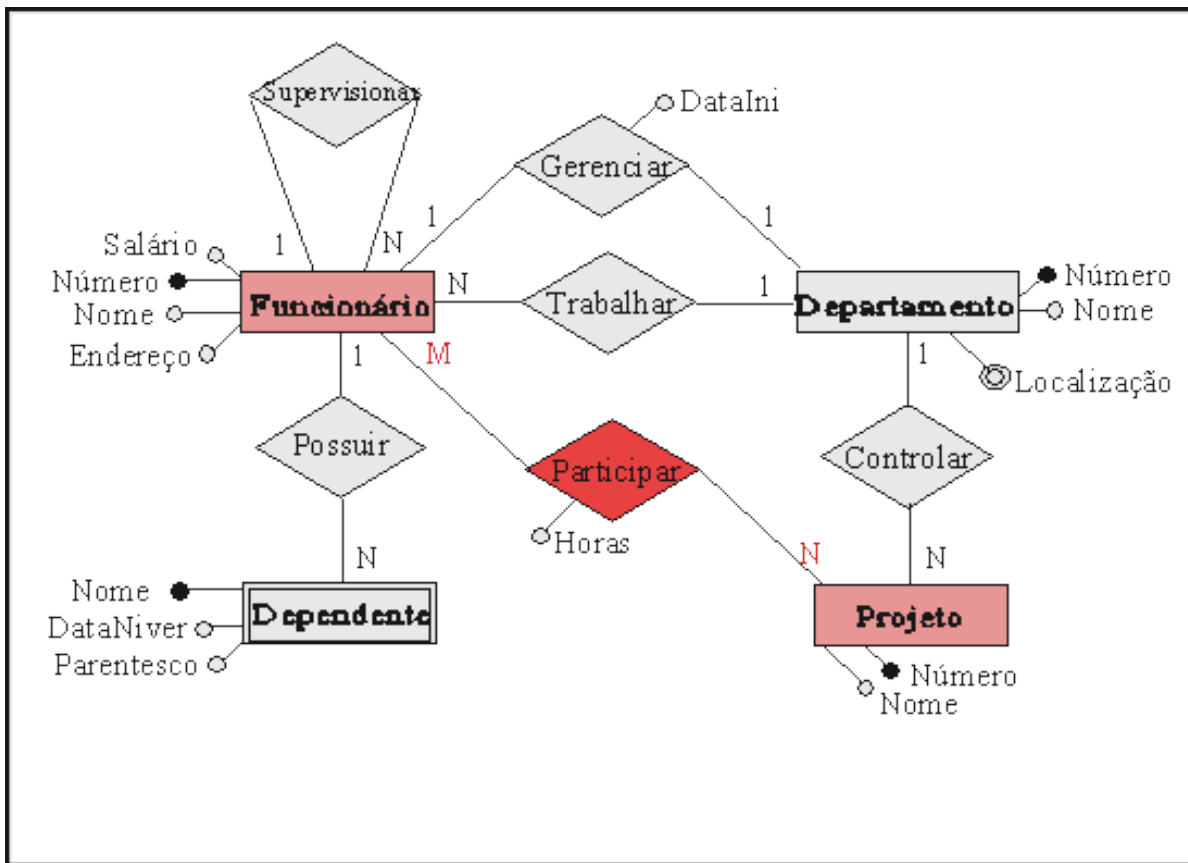 Supervisionar
DataIni
Gerenciar
1
1
Salário
1
N
Número
Nome
Endereço
Funcionário
N
Trabalhar
1
Departamento
Número
Nome
Localização
1
M
1
Possuir
Participar
Horas
Controlar
N
N
N
Nome
DataNiver
Parentesco
Dependente
Projeto
Número
Nome